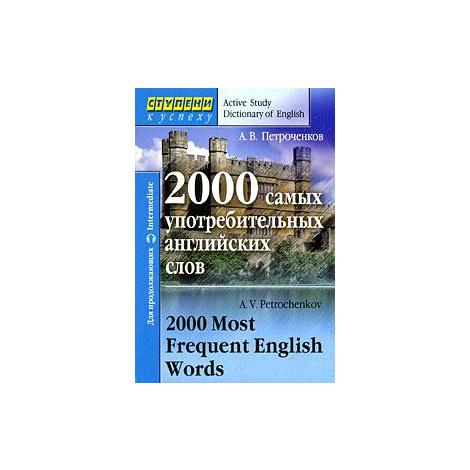 СТУПЕНИ
к успеху
Active Study
Dictionary of English
А. В. Петроченков
2000 самых
употребительных
английских
слов
Для продолжающих Intermediate
A. V. Petrochenkov
2000 Most
Frequent English
Words